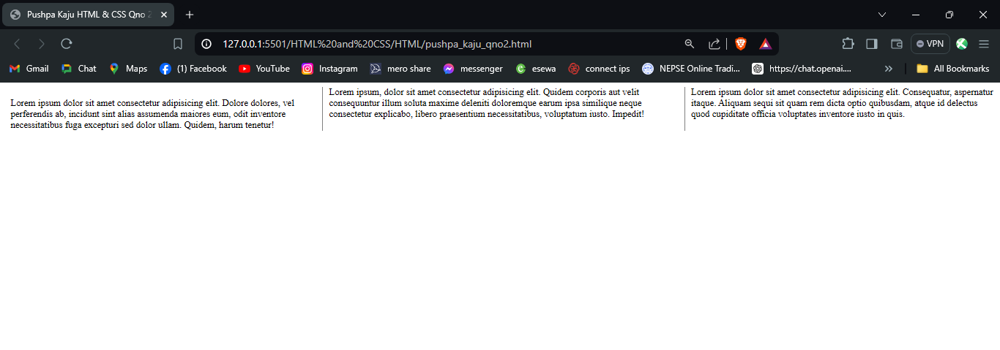 Pushpa Kaju HTML & CSS Qno 2
127.0.0.1:5501/HTML%20and%20CSS/HTML/pushpa_kaju_qno2.html
VPN
Gmail Chat Maps (1) Facebook YouTube Instagram mero share messenger esewa connect ips NEPSE Online Tradi... https://chat.openai.... » All Bookmarks
Lorem ipsum dolor sit amet consectetur adipisicing elit. Dolore dolores, vel
perferendis ab, incidunt sint alias assumenda maiores eum, odit inventore
necessitatibus fuga excepturi sed dolor ullam. Quidem, harum tenetur!
Lorem ipsum, dolor sit amet consectetur adipisicing elit. Quidem corporis aut velit
consequuntur illum soluta maxime deleniti doloremque earum ipsa similique neque
consectetur explicabo, libero praesentium necessitatibus, voluptatum iusto. Impedit!
Lorem ipsum dolor sit amet consectetur adipisicing elit. Consequatur, aspernatur
itaque. Aliquam sequi sit quam rem dicta optio quibusdam, atque id delectus
quod cupiditate officia voluptates inventore iusto in quis.